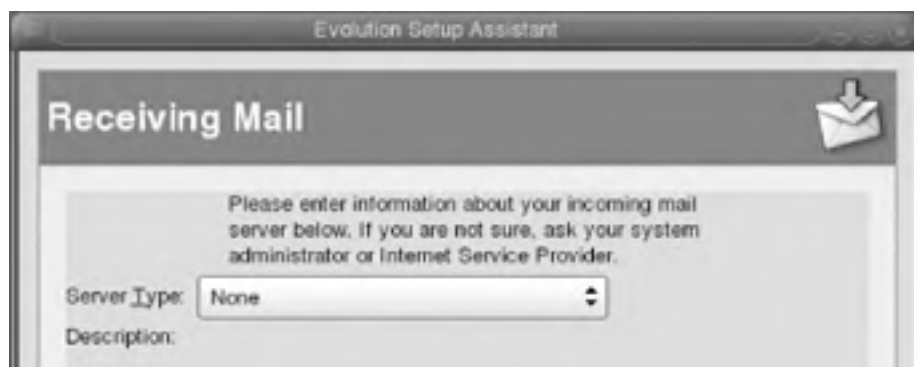 Evolution Setup Assistant
Receiving Mail
Please enter information about your incoming mail
server below. If you are not sure, ask your system
administrator or Internet Service Provider.
Server Type: None
Description: